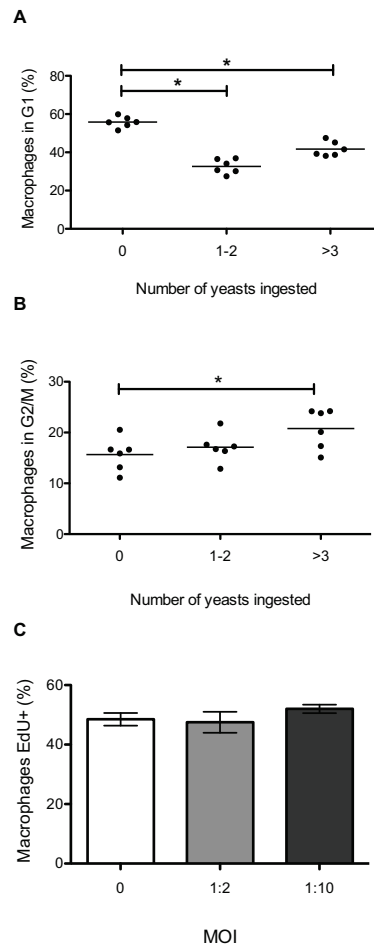 A
*
*
Macrophages in G1 (%)
80
60
40
20
0
0 1-2 >3
Number of yeasts ingested
B
*
Macrophages in G2/M (%)
30
20
10
0
0 1-2 >3
Number of yeasts ingested
C
Macrophages EdU+ (%)
60
40
20
0
0 1:2 1:10
MOI